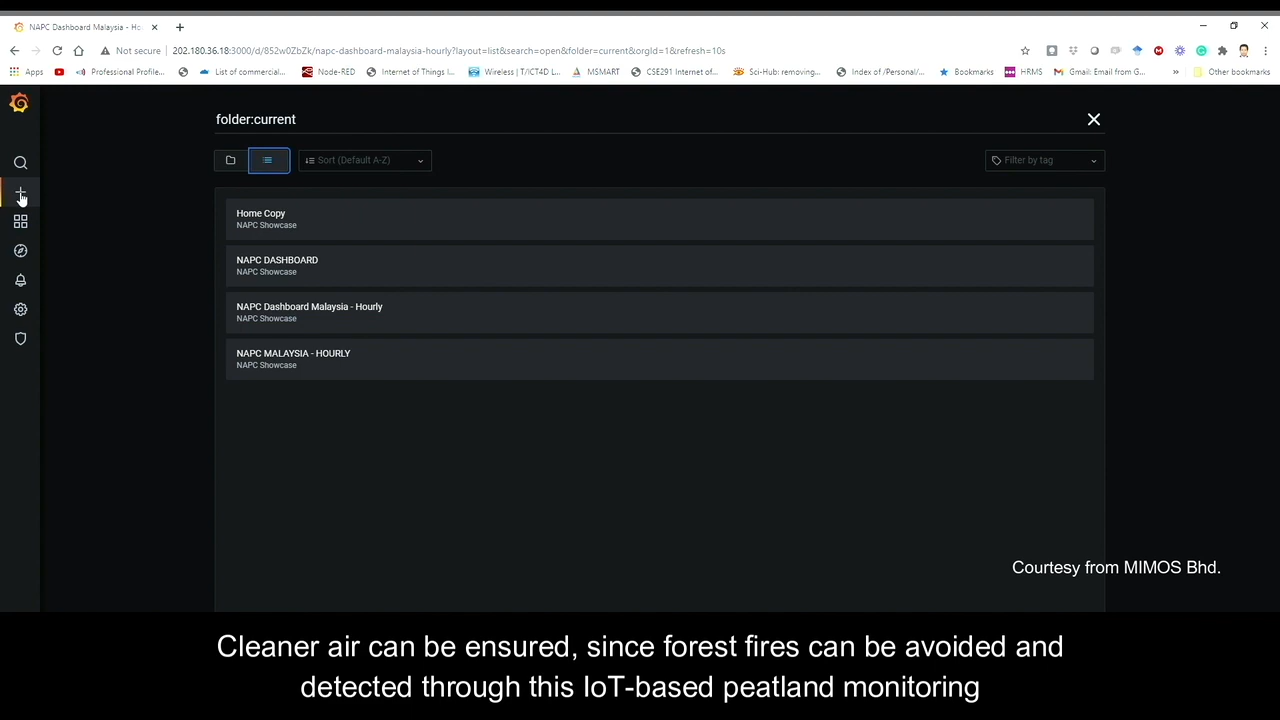 NAPC Dashboard Malaysia - Ho
Not secure
202.180.36.18:3000/d/852w0ZbZk/napc-dashboard-malaysia-hourly?layout=list&search=open&folder=current&orgId=1&refresh=10s
Apps
Professional Profile...
List of commercial...
Node-RED
Internet of Things I...
Wireless | T/ICT4D L...
MSMART
CSE291 Internet of...
Sci-Hub: removing...
Index of /Personal/...
Bookmarks
HRMS
Gmail: Email from G...
»
Other bookmarks
folder:current
Sort (Default A-Z)
Filter by tag
Home Copy
NAPC Showcase
NAPC DASHBOARD
NAPC Showcase
NAPC Dashboard Malaysia - Hourly
NAPC Showcase
NAPC MALAYSIA - HOURLY
NAPC Showcase
Courtesy from MIMOS Bhd.
Cleaner air can be ensured, since forest fires can be avoided and
detected through this IoT-based peatland monitoring